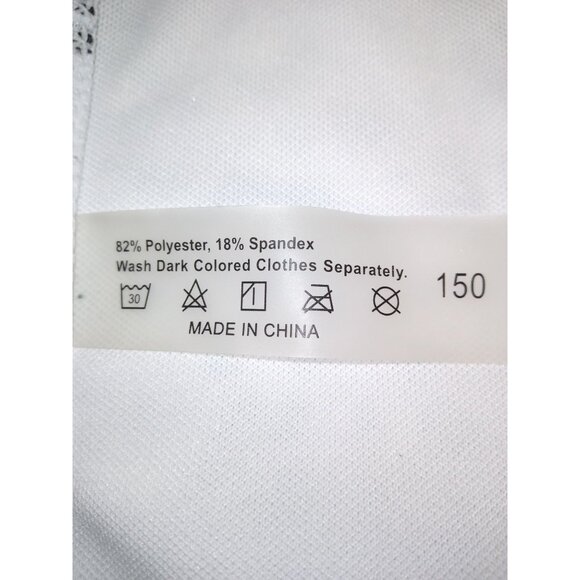 82% Polyester, 18% Spandex
Wash Dark Colored Clothes Separately.
30
150
MADE IN CHINA